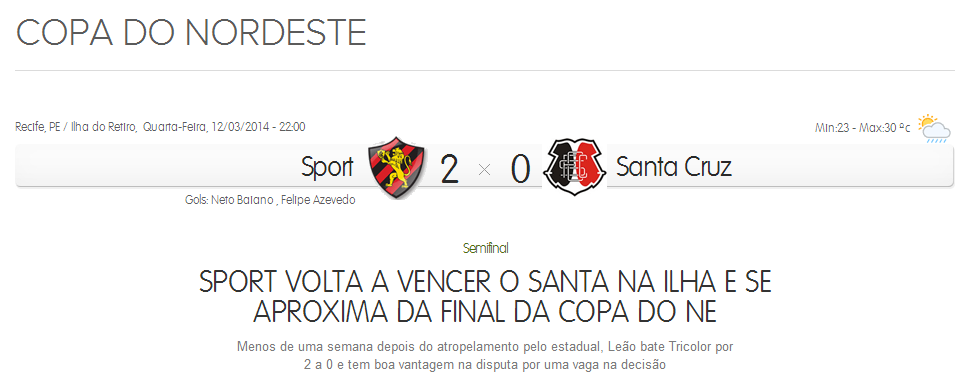 COPA DO NORDESTE
Recife, PE / Ilha do Retiro, Quarta-Feira, 12/03/2014 - 22:00
Min:23 - Max:30 ºc
Sport 2 × 0 Santa Cruz
Gols: Neto Baiano , Felipe Azevedo
Semifinal
SPORT VOLTA A VENCER O SANTA NA ILHA E SE
APROXIMA DA FINAL DA COPA DO NE
Menos de uma semana depois do atropelamento pelo estadual, Leão bate Tricolor por
2 a 0 e tem boa vantagem na disputa por uma vaga na decisão